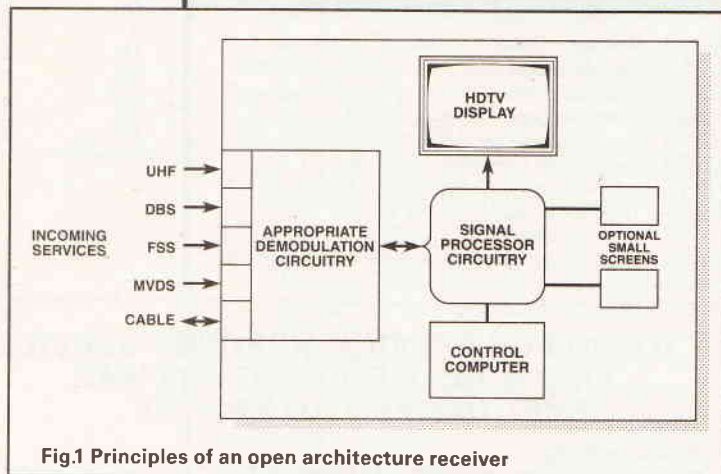 UHF
DBS
FSS
MVDS
CABLE
INCOMING
SERVICES
APPROPRIATE
DEMODULATION
CIRCUITRY
HDTV
DISPLAY
SIGNAL
PROCESSOR
CIRCUITRY
OPTIONAL
SMALL
SCREENS
CONTROL
COMPUTER
Fig.1 Principles of an open architecture receiver